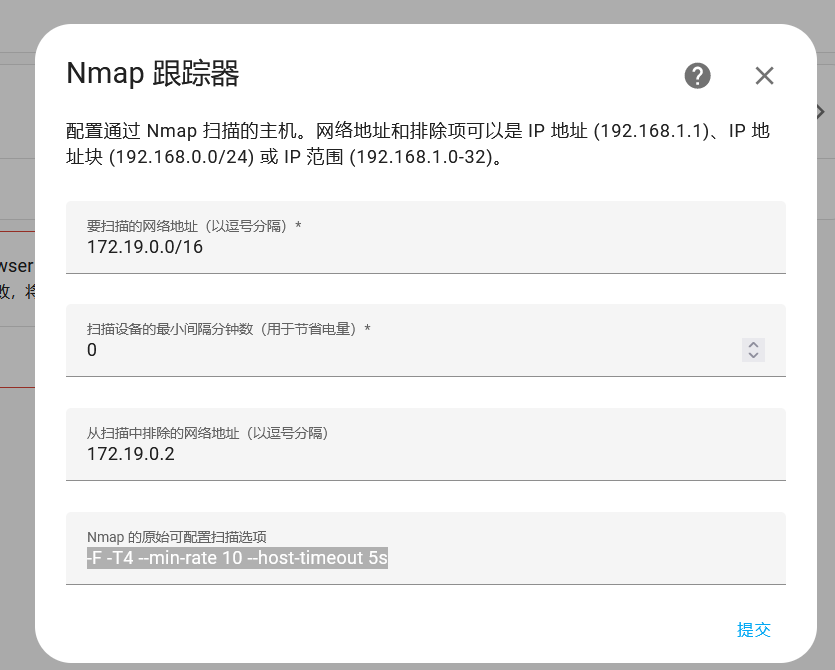 Nmap 跟踪器
配置通过 Nmap 扫描的主机。网络地址和排除项可以是 IP 地址 (192.168.1.1)、IP 地
址块 (192.168.0.0/24) 或 IP 范围 (192.168.1.0-32)。
要扫描的网络地址（以逗号分隔）*
172.19.0.0/16
wser
扫描设备的最小间隔分钟数（用于节省电量）*
0
从扫描中排除的网络地址（以逗号分隔）
172.19.0.2
Nmap 的原始可配置扫描选项
-F -T4 --min-rate 10 --host-timeout 5s
提交